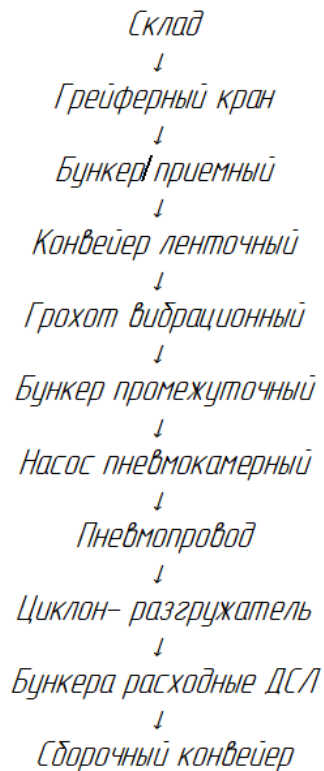 Склад
↓
Грейферный кран
↓
Бункер приемный
↓
Конвейер ленточный
↓
Грохот вибрационный
↓
Бункер промежуточный
↓
Насос пневмокамерный
↓
Пневмопровод
↓
Циклон- разгружатель
↓
Бункера расходные ДСЛ
↓
Сборочный конвейер